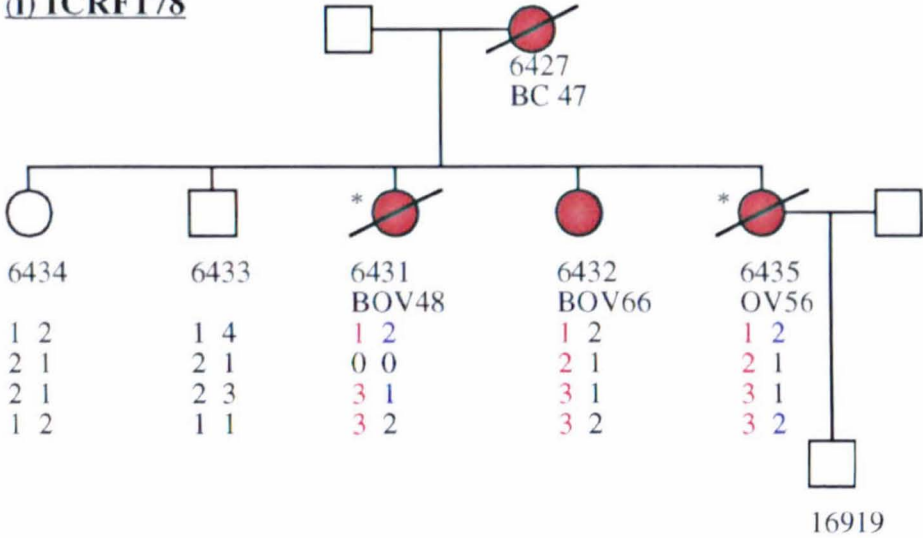 (i) ICRF178
6427
BC 47
* *
6434 6433 6431 6432 6435
BOV48 BOV66 OV56
1 2 1 4 1 2 1 2 1 2
2 1 2 1 0 0 2 1 2 1
2 1 2 3 3 1 3 1 3 1
1 2 1 1 3 2 3 2 3 2
16919